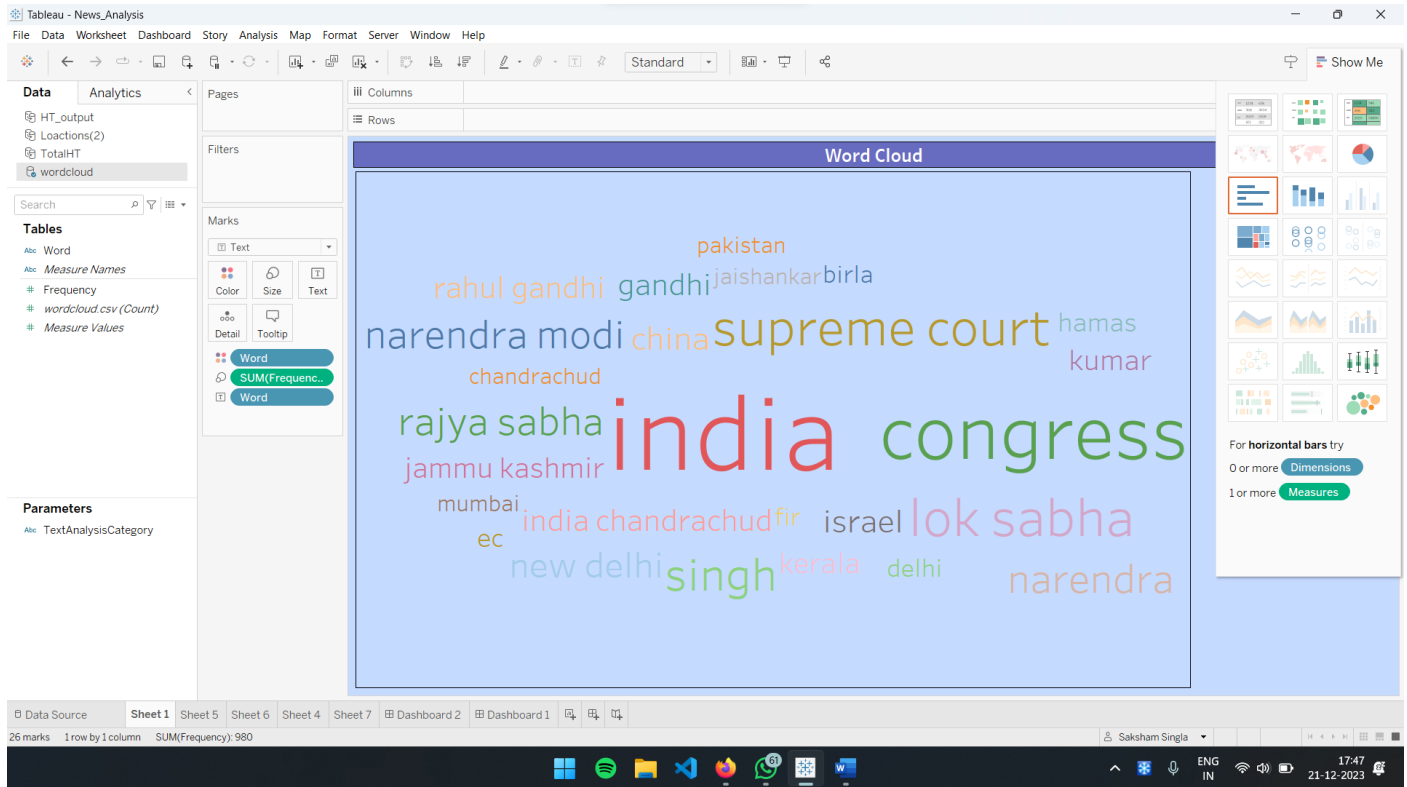 Tableau - News_Analysis
File Data Worksheet Dashboard Story Analysis Map Format Server Window Help
Standard
Show Me
Data Analytics
Pages
Columns
Rows
HT_output
Loactions(2)
TotalHT
wordcloud
Filters
Search
Tables
Abc Word
Abc Measure Names
# Frequency
# wordcloud.csv (Count)
# Measure Values
Marks
T Text
Color Size Text
Detail Tooltip
Word
SUM(Frequenc..
Word
Word Cloud
pakistan
rahul gandhi gandhi jaishankar birla
narendra modi china supreme court hamas
kumar
chandrachud
rajya sabha india congress
jammu kashmir
mumbai
india chandrachud fir israel lok sabha
ec
new delhi singh kerala delhi narendra
For horizontal bars try
0 or more Dimensions
1 or more Measures
Parameters
Abc TextAnalysisCategory
Data Source Sheet 1 Sheet 5 Sheet 6 Sheet 4 Sheet 7 Dashboard 2 Dashboard 1
26 marks 1 row by 1 column SUM(Frequency): 980
Saksham Singla
61
W
ENG
IN
17:47
21-12-2023